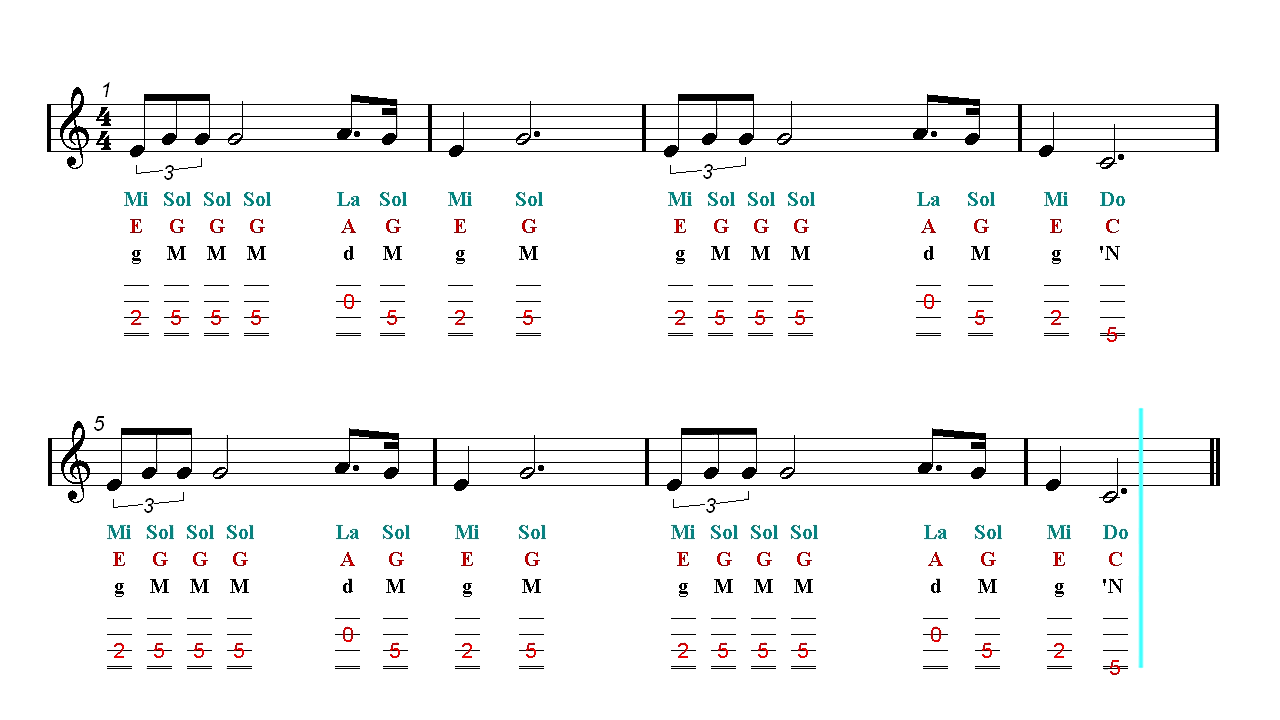 1
4
4
3 3
Mi Sol Sol Sol La Sol Mi Sol Mi Sol Sol Sol La Sol Mi Do
E G G G A G E G E G G G A G E C
g M M M d M g M g M M M d M g 'N
0 0
2 5 5 5 5 2 5 2 5 5 5 5 2
5
5
3 3
Mi Sol Sol Sol La Sol Mi Sol Mi Sol Sol Sol La Sol Mi Do
E G G G A G E G E G G G A G E C
g M M M d M g M g M M M d M g 'N
0 0
2 5 5 5 5 2 5 2 5 5 5 5 2
5